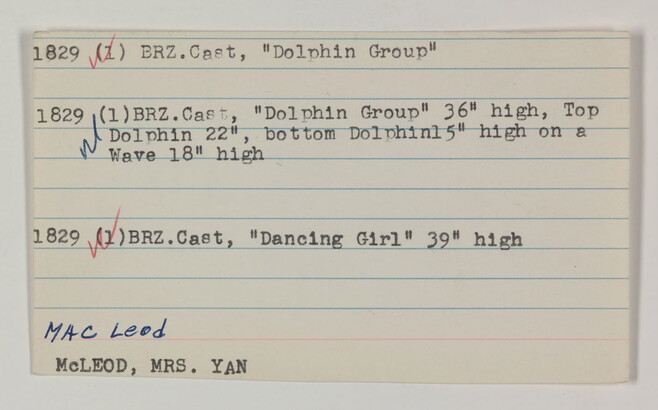 1829 (1) BRZ.Cast, "Dolphin Group"
1829 (1)BRZ.Cast, "Dolphin Group" 36" high, Top
Dolphin 22", bottom Dolphin15" high on a
Wave 18" high
1829 (1)BRZ.Cast, "Dancing Girl" 39" high
MAC Leod
McLEOD, MRS. YAN